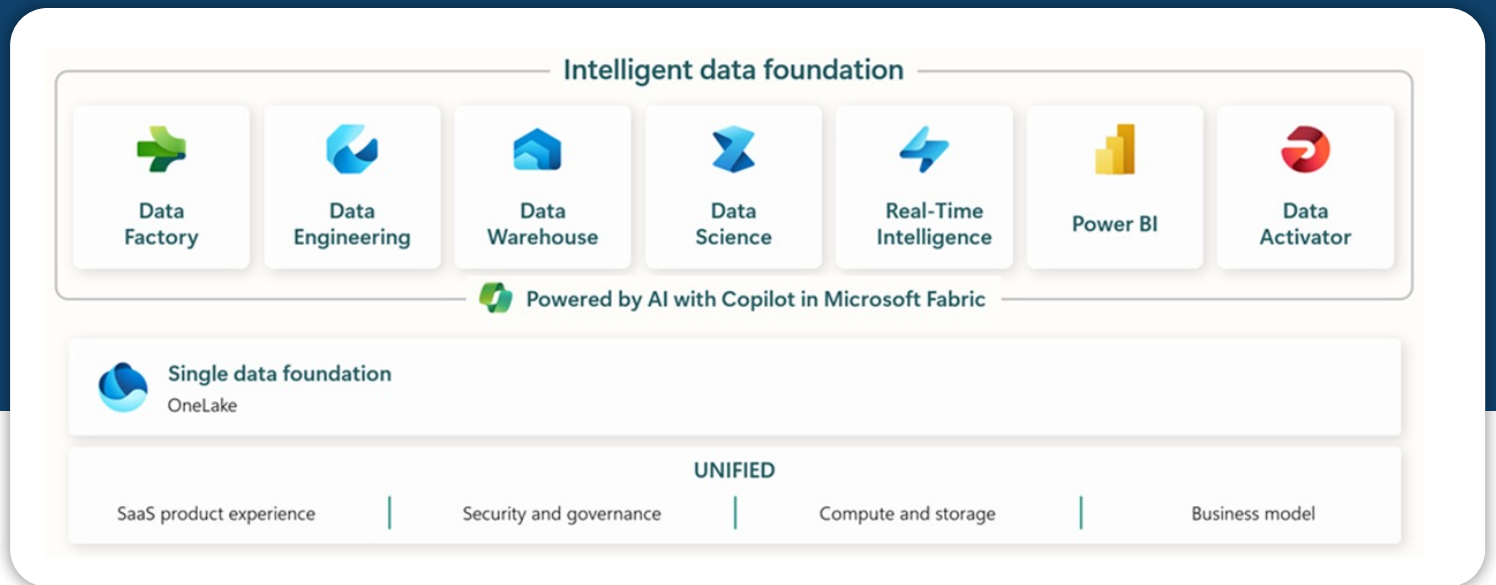 Intelligent data foundation
Data
Factory
Data
Engineering
Data
Warehouse
Data
Science
Real-Time
Intelligence
Power BI
Data
Activator
Powered by AI with Copilot in Microsoft Fabric
Single data foundation
OneLake
UNIFIED
SaaS product experience
Security and governance
Compute and storage
Business model